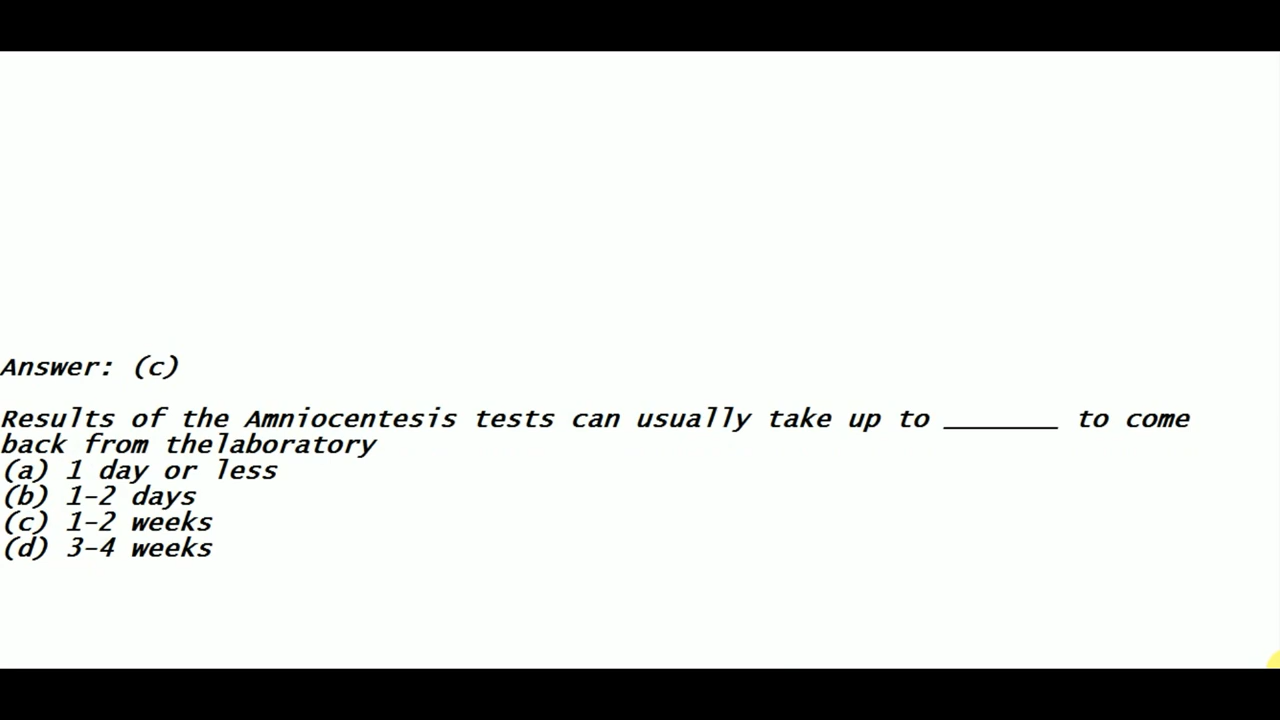 Answer: (c)
Results of the Amniocentesis tests can usually take up to _______ to come
back from thelaboratory
(a) 1 day or less
(b) 1-2 days
(c) 1-2 weeks
(d) 3-4 weeks